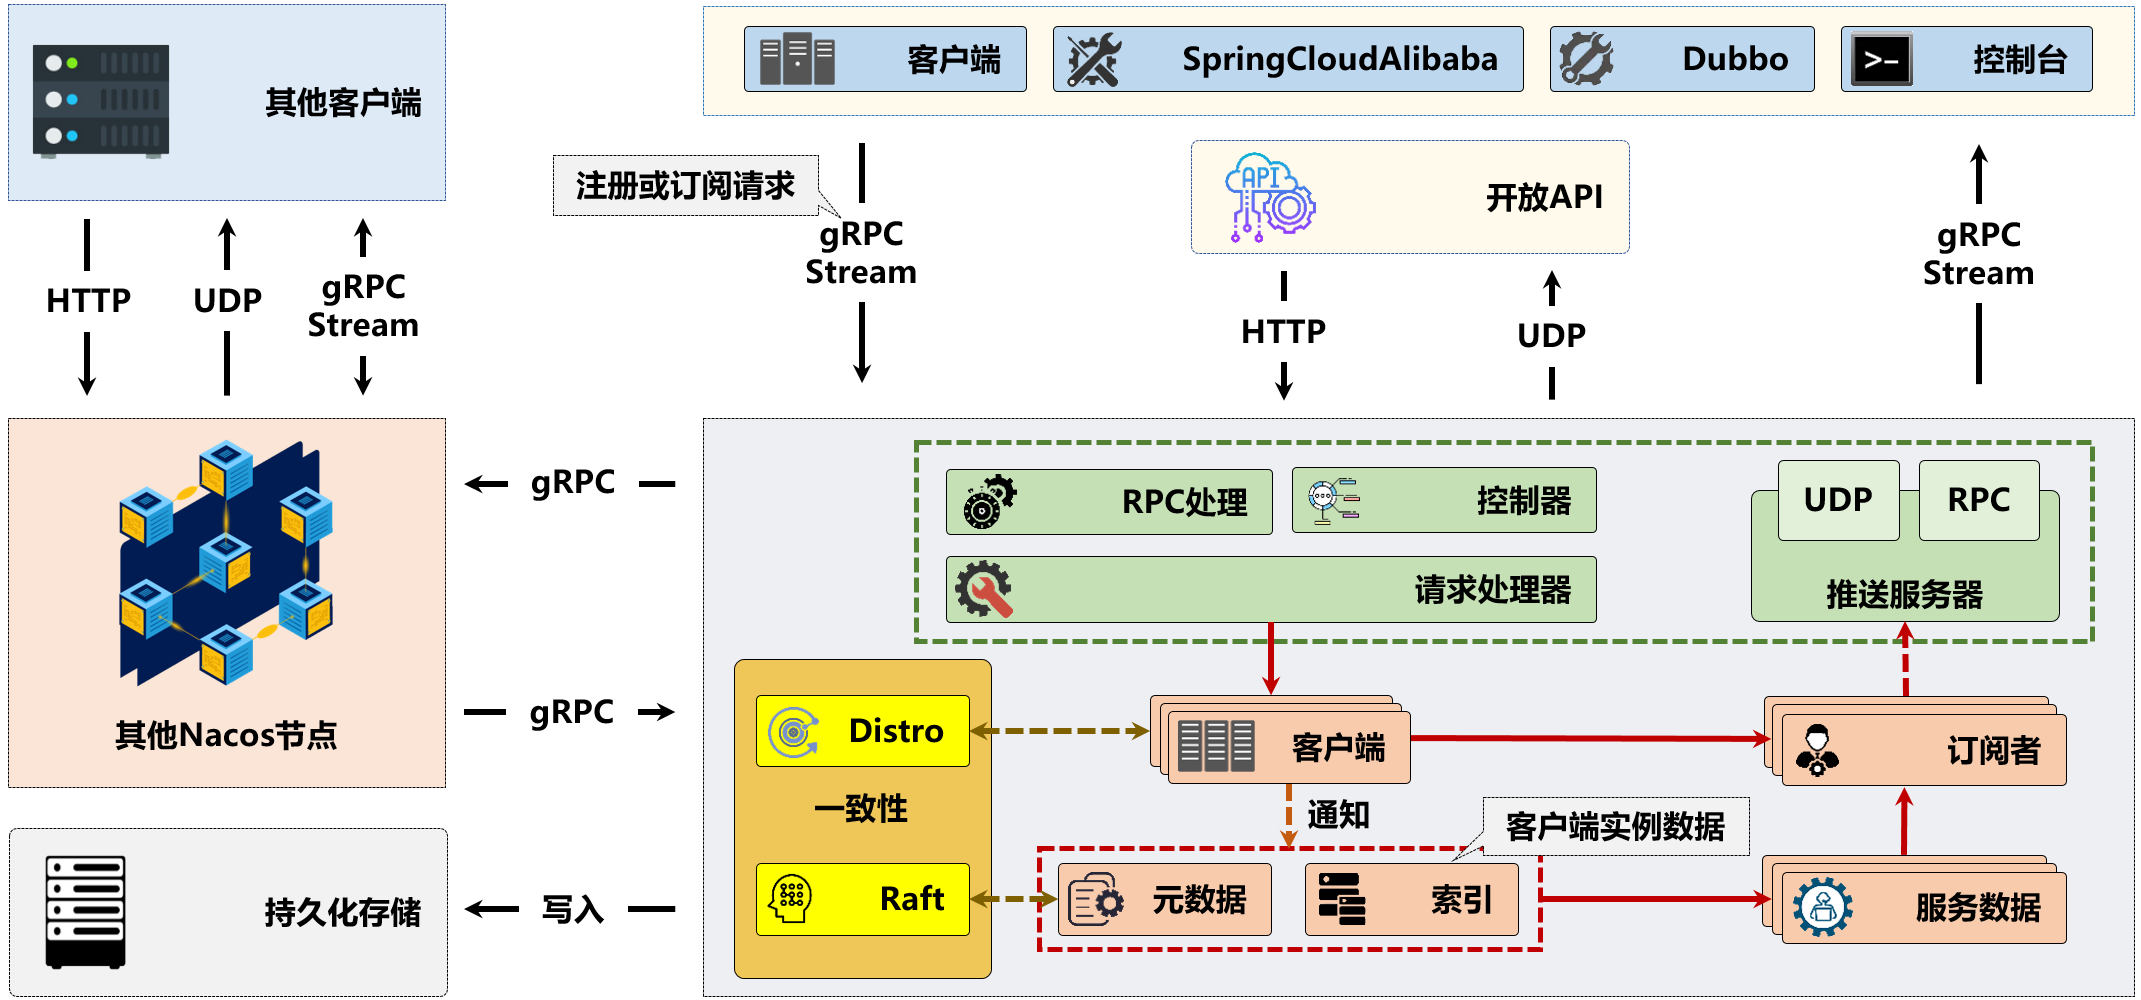 其他客户端
客户端
SpringCloudAlibaba
Dubbo
控制台
注册或订阅请求
gRPC
Stream
开放API
HTTP
UDP
gRPC
Stream
HTTP
UDP
gRPC
Stream
其他Nacos节点
gRPC
gRPC
持久化存储
写入
RPC处理
控制器
请求处理器
UDP
RPC
推送服务器
Distro
一致性
Raft
客户端
通知
订阅者
客户端实例数据
元数据
索引
服务数据